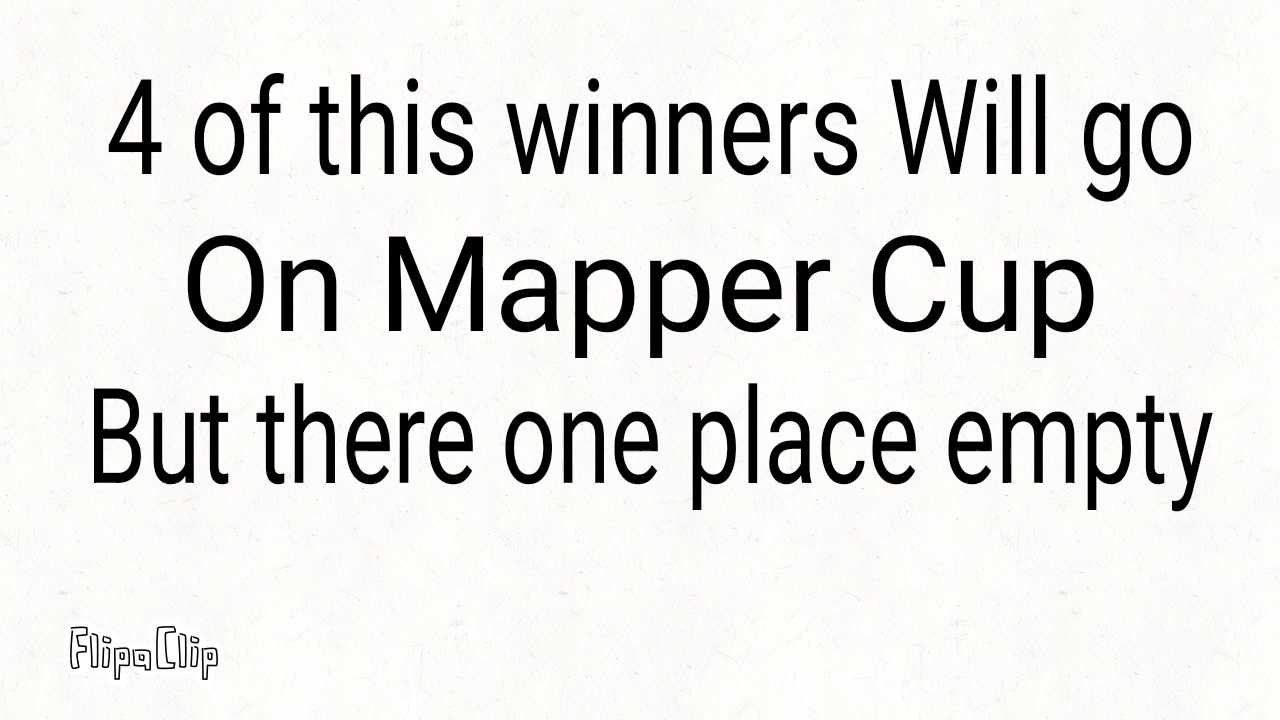 4 of this winners Will go
On Mapper Cup
But there one place empty
FlipaClip